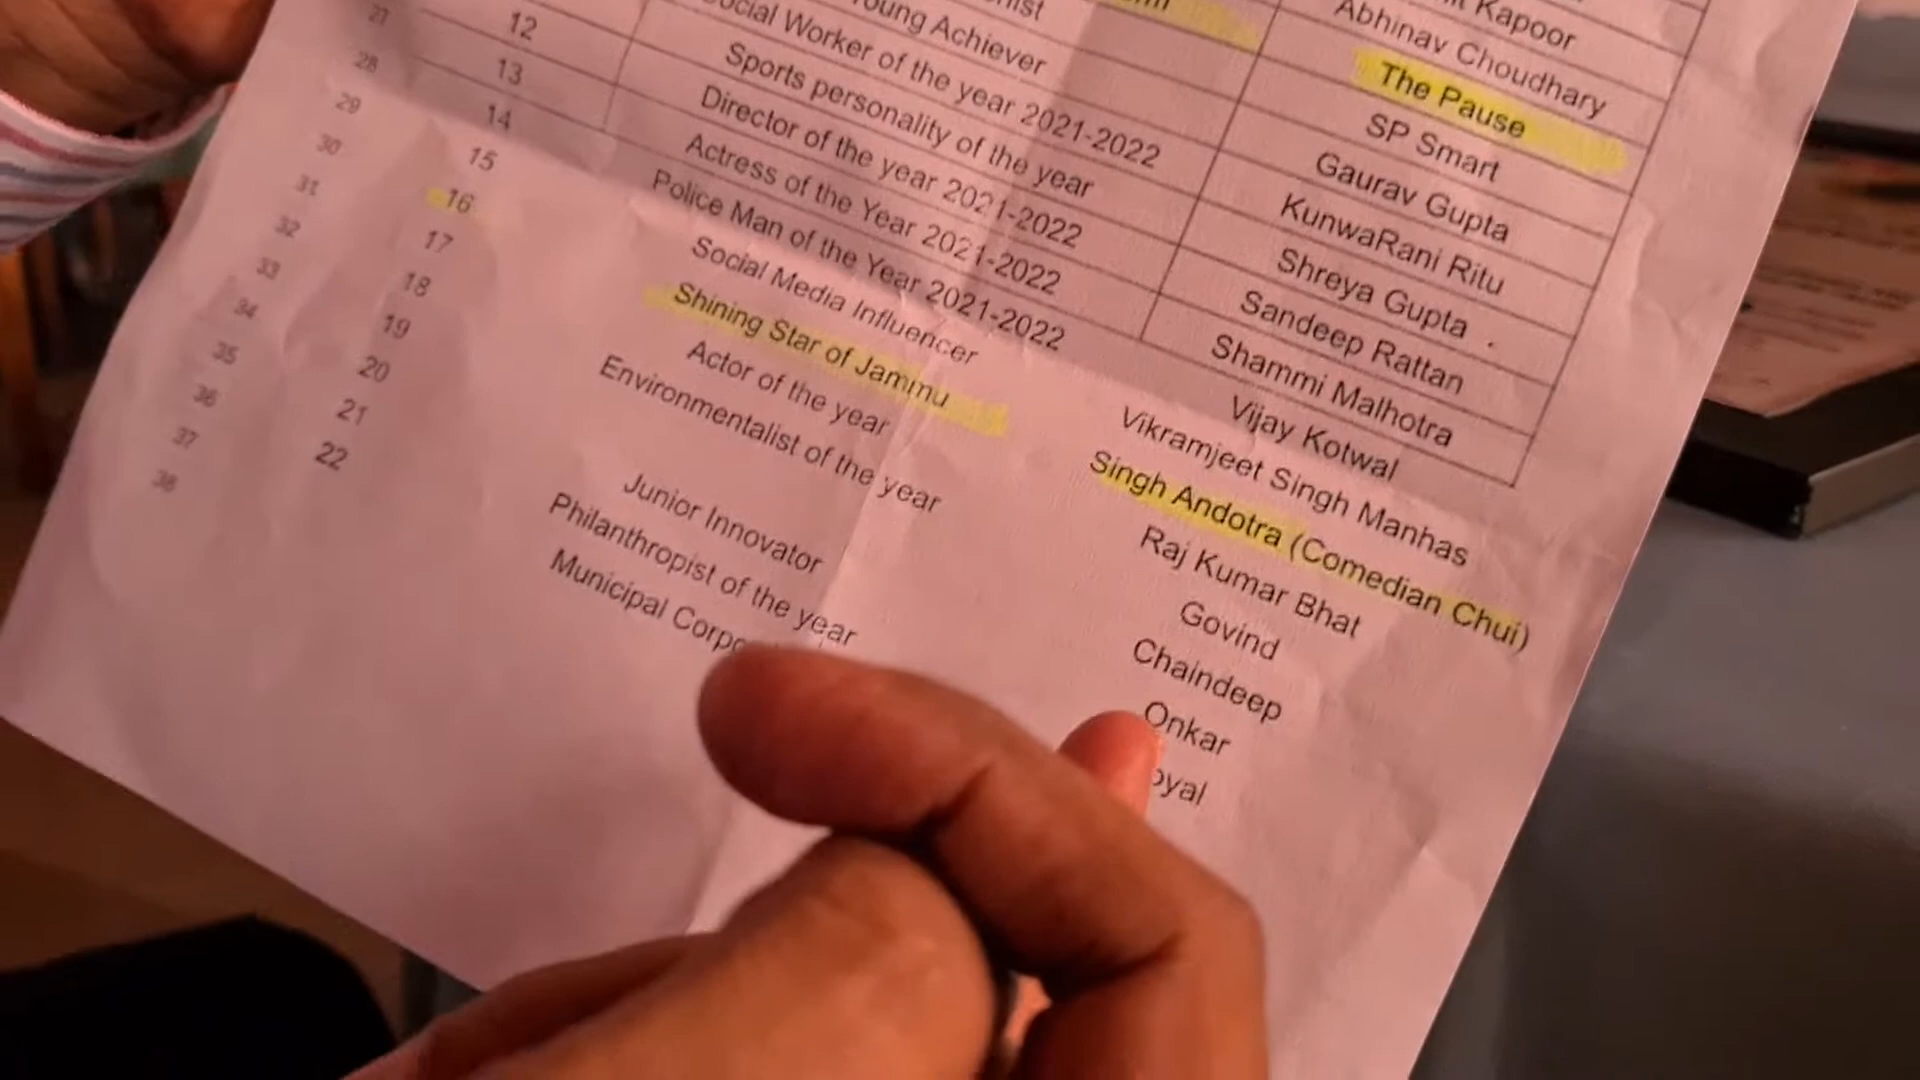 Kapoor
Abhinav Choudhary
The Pause
SP Smart
Young Achiever Gaurav Gupta
Social Worker of the year 2021-2022 KunwaRani Ritu
Sports personality of the year Shreya Gupta
12 Director of the year 2021-2022 Sandeep Rattan
27 13 Actress of the Year 2021-2022 Shammi Malhotra
28 14 Police Man of the Year 2021-2022 Vijay Kotwal
29 15 Social Media Influencer Vikramjeet Singh Manhas
30 16 Shining Star of Jammu Singh Andotra (Comedian Chui)
31 17 Actor of the year Raj Kumar Bhat
32 18 Environmentalist of the year Govind
33 19 Junior Innovator Chaindeep
34 20 Philanthropist of the year Onkar
35 21 Municipal
36 22
37
38